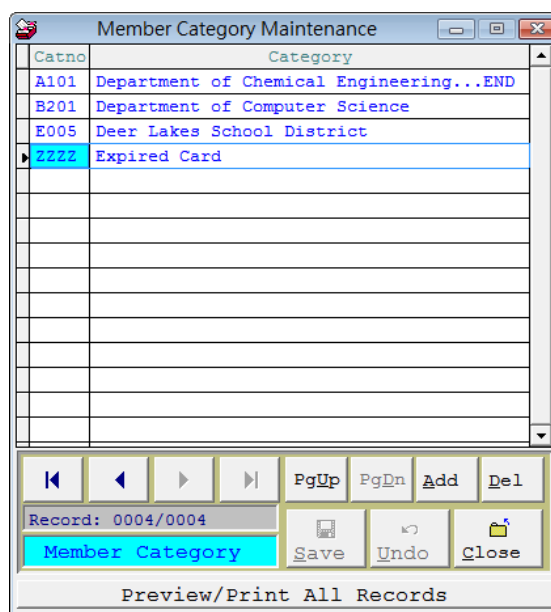 Member Category Maintenance
Catno Category
A101 Department of Chemical Engineering...END
B201 Department of Computer Science
E005 Deer Lakes School District
ZZZZ Expired Card
PgUp PgDn Add Del
Record: 0004/0004
Member Category Save Undo Close
Preview/Print All Records